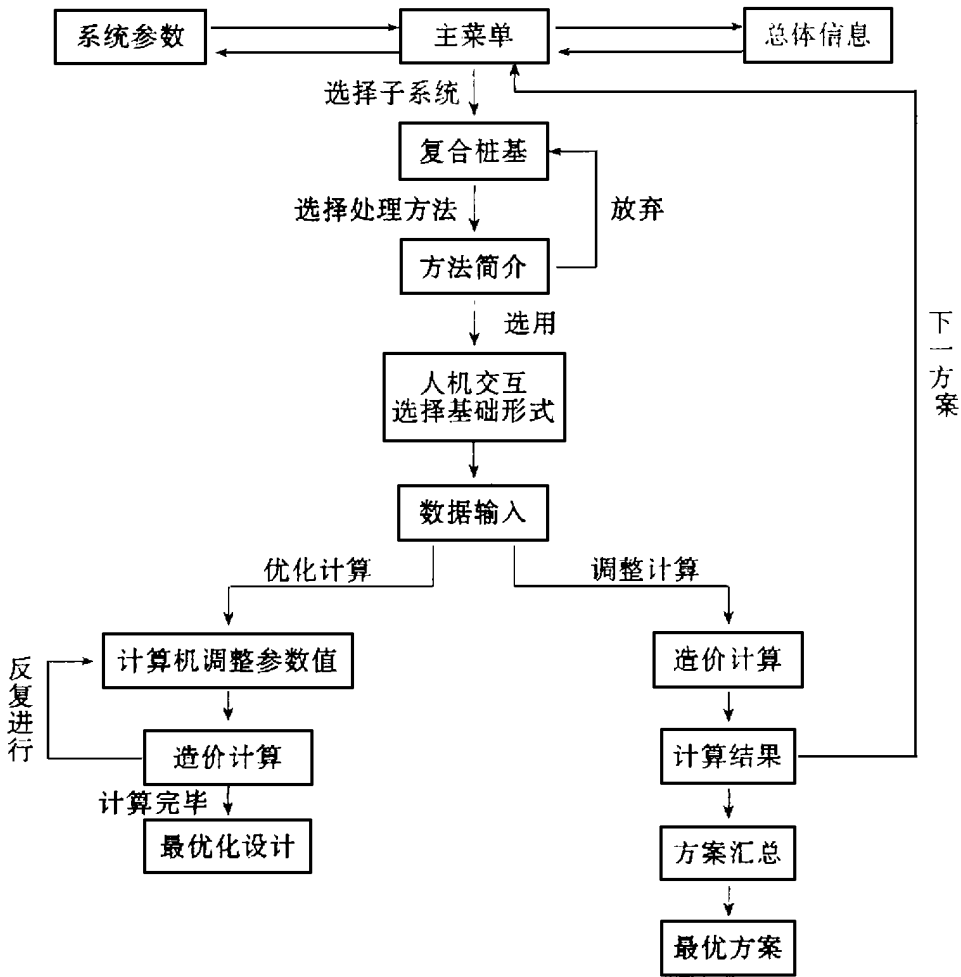 系统参数
主菜单
总体信息
选择子系统
复合桩基
选择处理方法
放弃
方法简介
选用
下一方案
人机交互
选择基础形式
数据输入
优化计算
调整计算
反复进行
计算机调整参数值
造价计算
造价计算
计算结果
计算完毕
最优化设计
方案汇总
最优方案